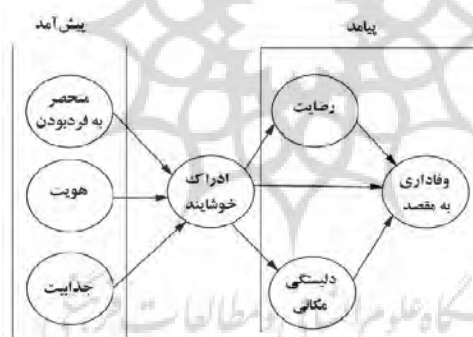 پیش‌آمد
پیامد
منحصر
به فردبودن
هویت
جذابیت
ادراک
خوشایند
رضایت
دلبستگی
مکانی
وفاداری
به مقصد